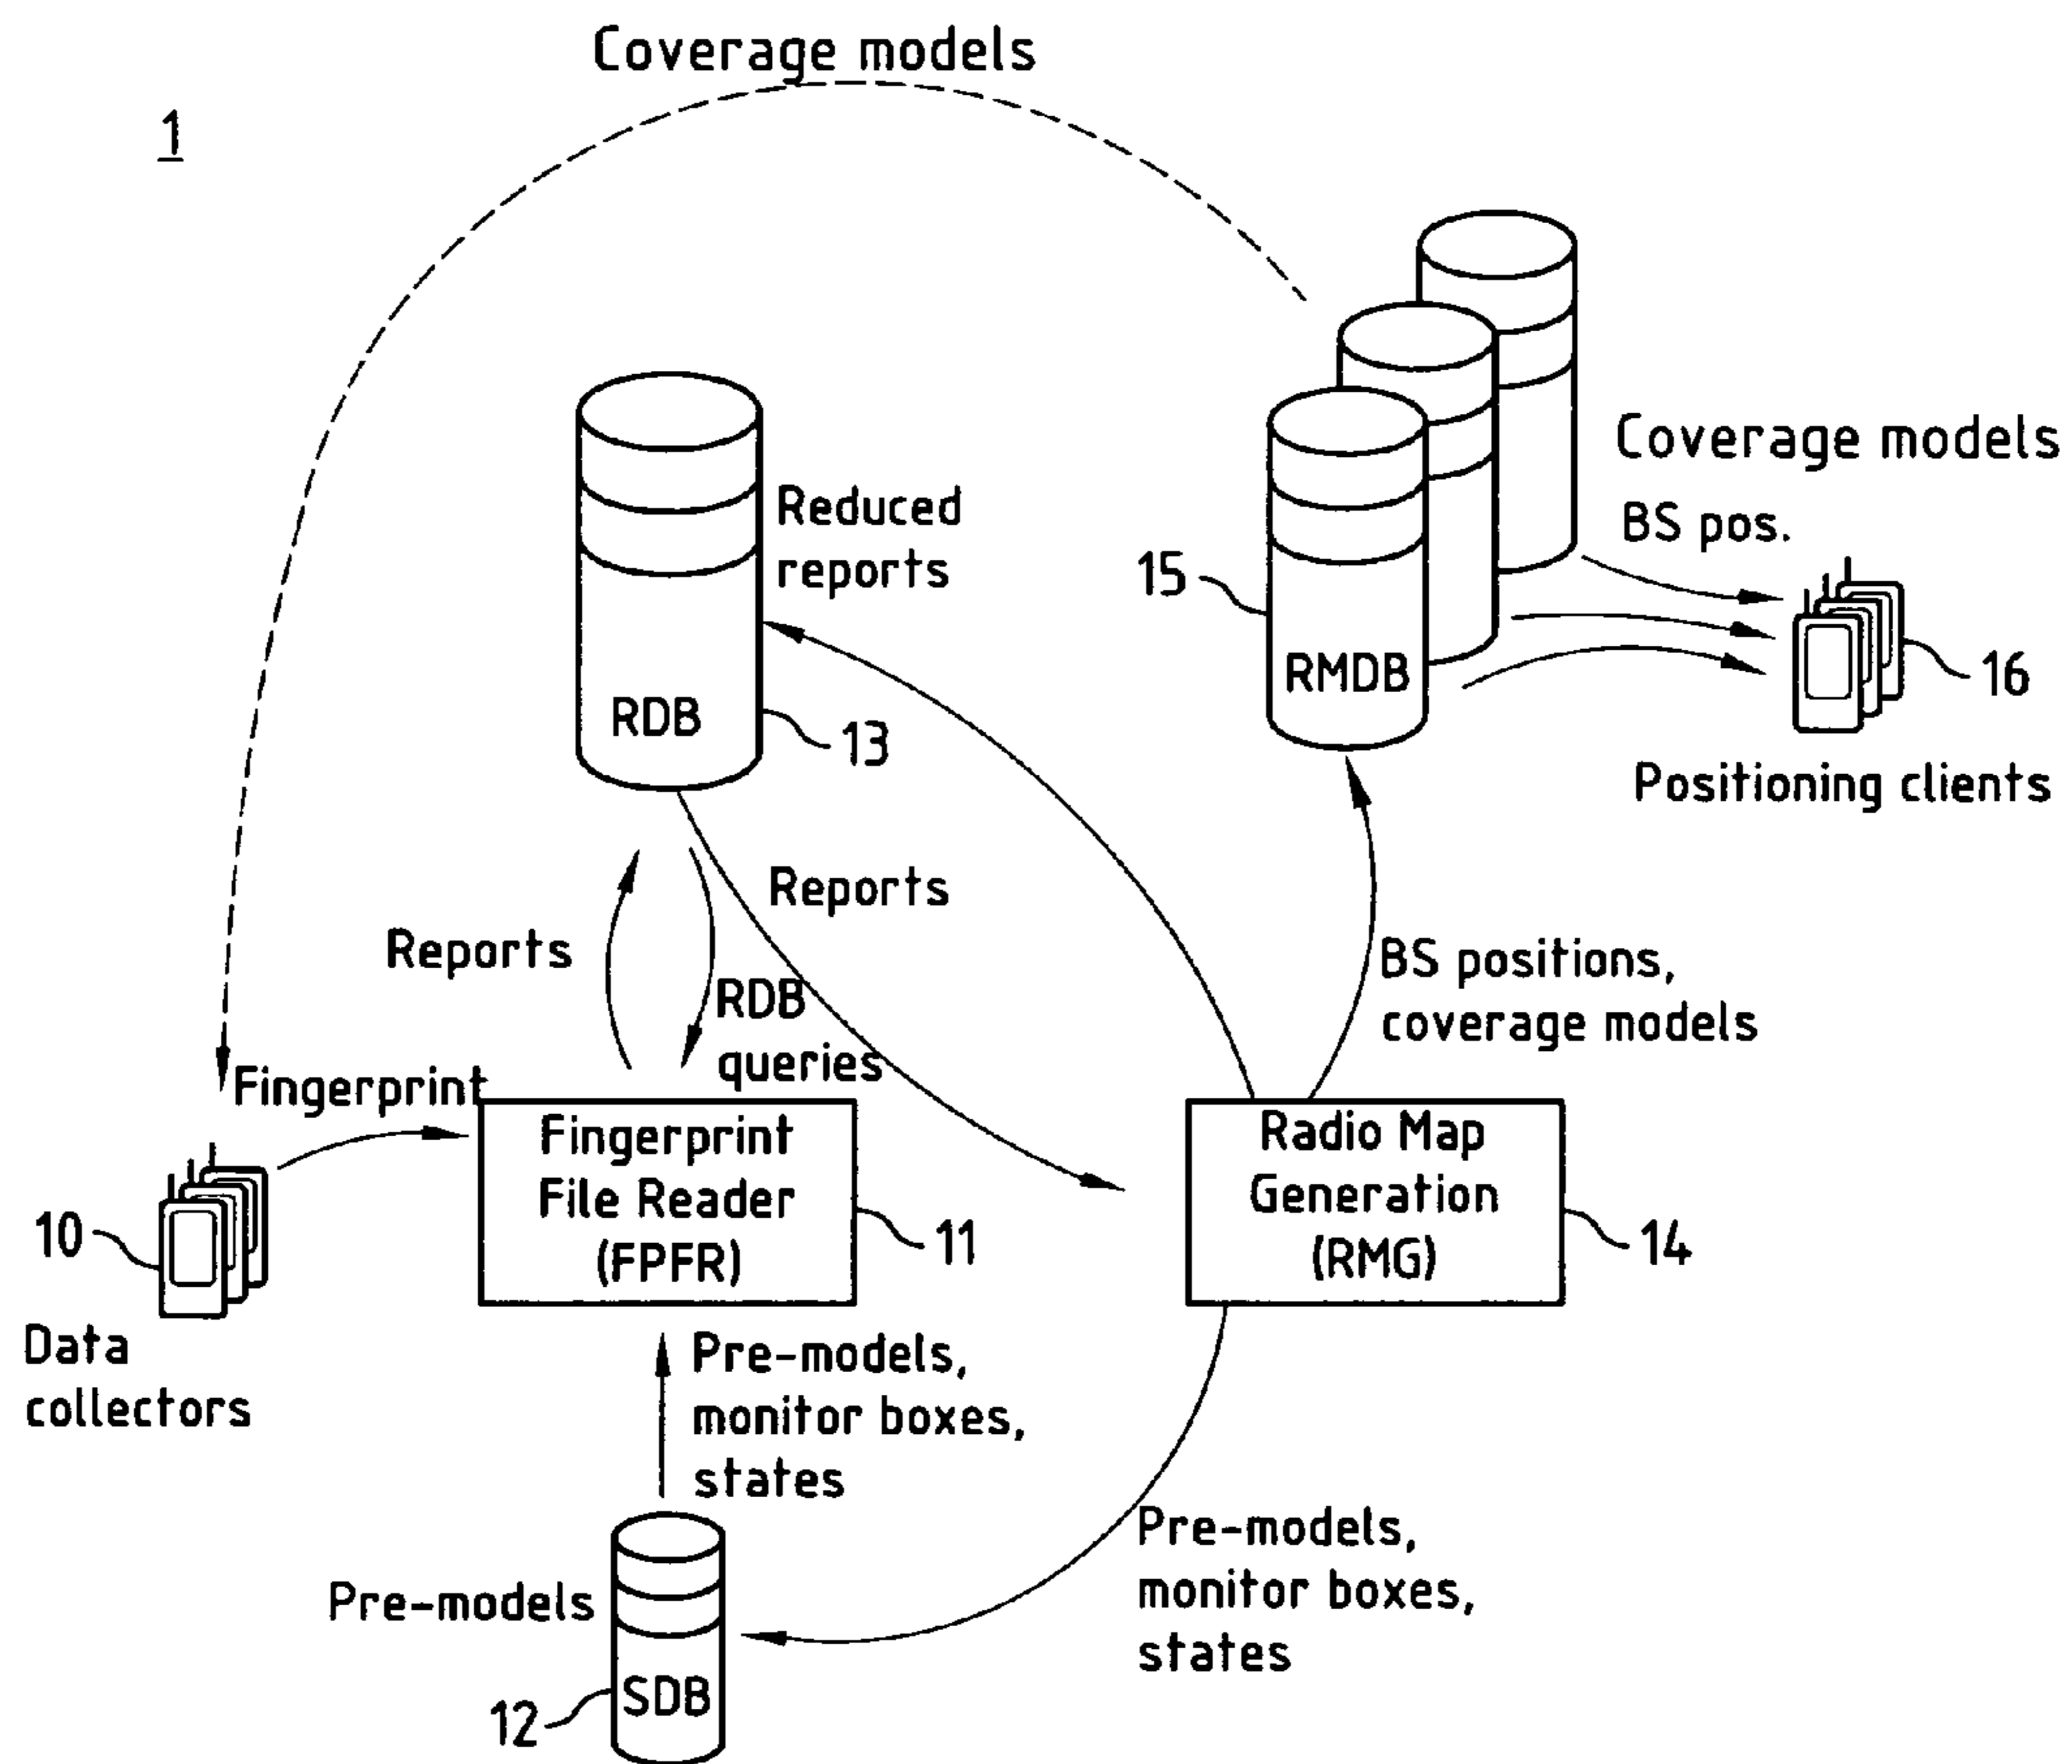 Coverage models
1
Reduced
reports
RDB
13
15
RMDB
Coverage models
BS pos.
16
Positioning clients
Reports
Reports
RDB
queries
BS positions,
coverage models
Fingerprint
10
Data
collectors
Fingerprint
File Reader
(FPFR)
11
Radio Map
Generation
(RMG)
14
Pre-models,
monitor boxes,
states
Pre-models
SDB
12
Pre-models,
monitor boxes,
states